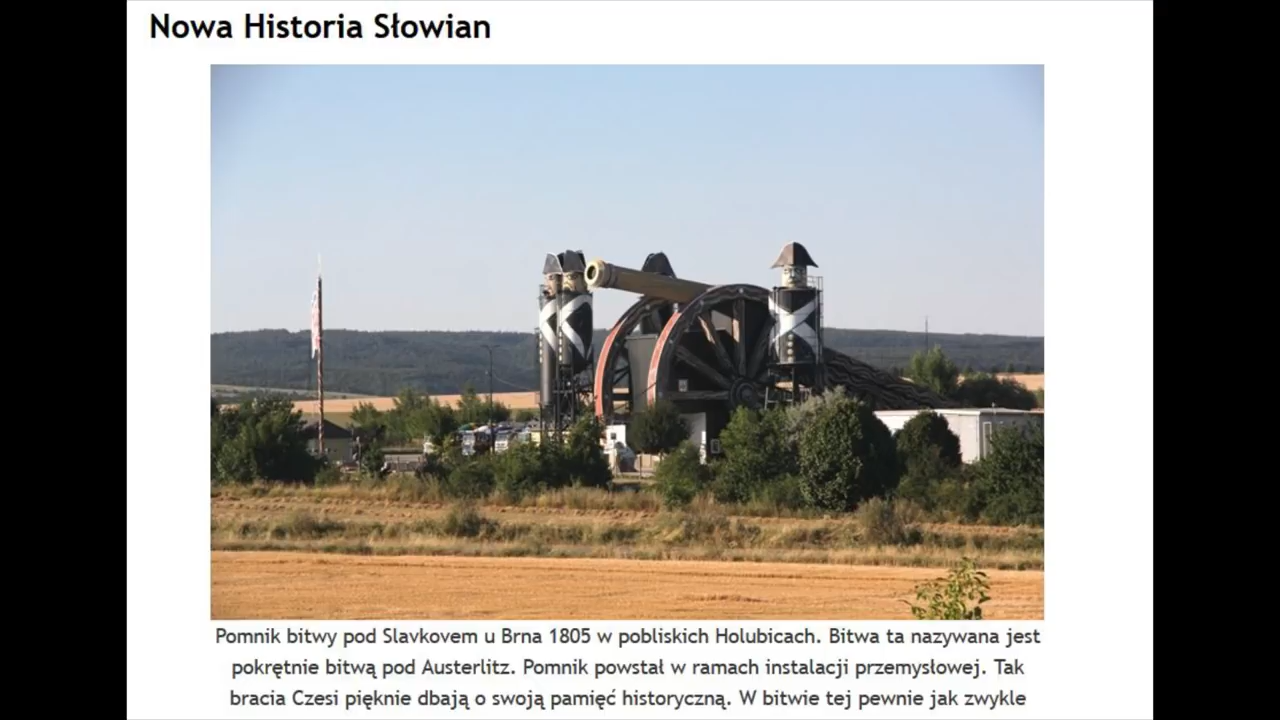 Nowa Historia Słowian
Pomnik bitwy pod Slavkovem u Brna 1805 w pobliskich Holubicach. Bitwa ta nazywana jest
pokrętnie bitwą pod Austerlitz. Pomnik powstał w ramach instalacji przemysłowej. Tak
bracia Czesi pięknie dbają o swoją pamięć historyczną. W bitwie tej pewnie jak zwykle